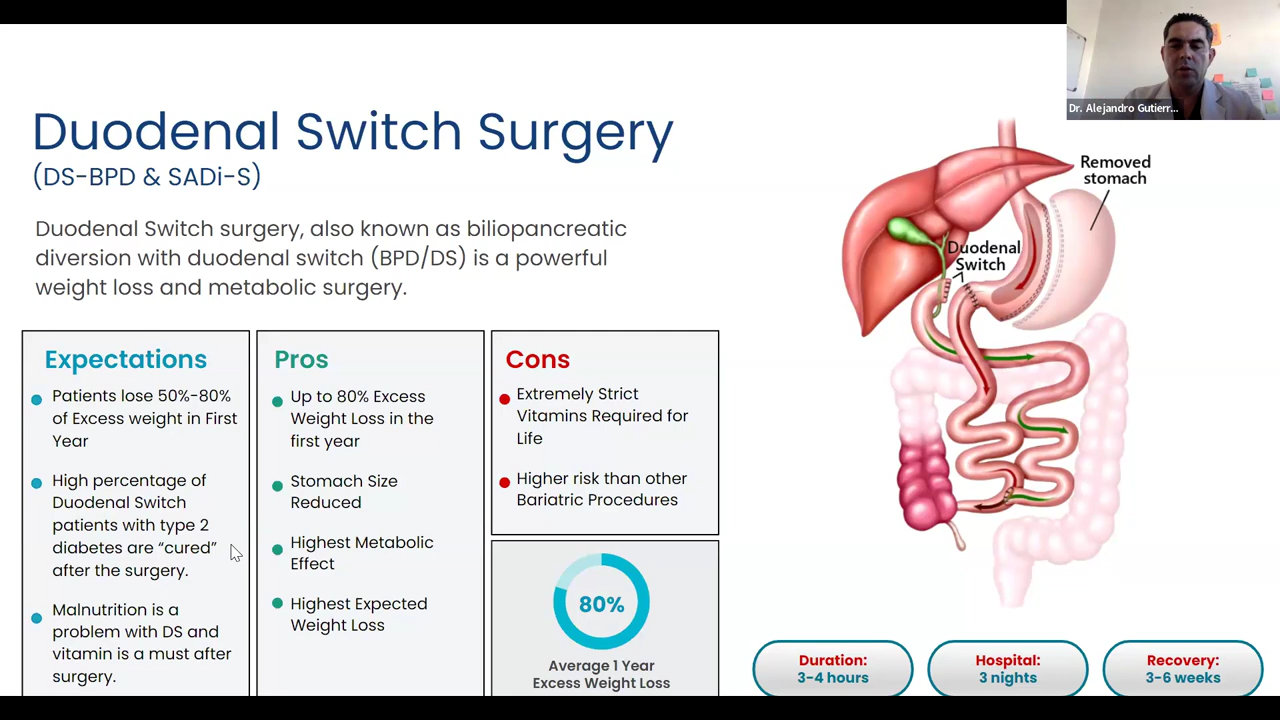 Dr. Alejandro Gutierr...
Duodenal Switch Surgery
(DS-BPD & SADi-S)
Duodenal Switch surgery, also known as biliopancreatic
diversion with duodenal switch (BPD/DS) is a powerful
weight loss and metabolic surgery.
Expectations
Patients lose 50%-80%
of Excess weight in First
Year
High percentage of
Duodenal Switch
patients with type 2
diabetes are “cured”
after the surgery.
Malnutrition is a
problem with DS and
vitamin is a must after
surgery.
Pros
Up to 80% Excess
Weight Loss in the
first year
Stomach Size
Reduced
Highest Metabolic
Effect
Highest Expected
Weight Loss
Cons
Extremely Strict
Vitamins Required for
Life
Higher risk than other
Bariatric Procedures
80%
Average 1 Year
Excess Weight Loss
Removed
stomach
Duodenal
Switch
Duration:
3-4 hours
Hospital:
3 nights
Recovery:
3-6 weeks